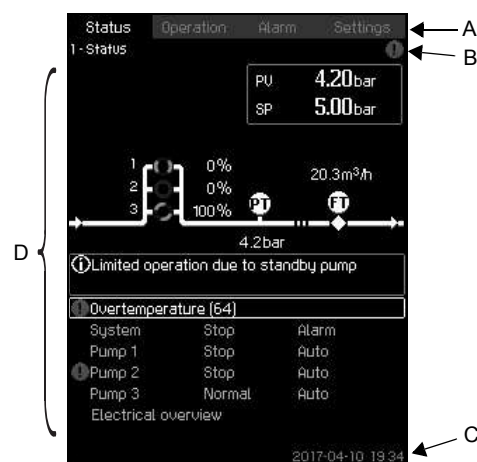 Status Operation Alarm Settings A
1 - Status B
PV 4.20bar
SP 5.00bar
1 0%
2 0% 20.3m³/h
3 100% PT FT
D
4.2bar
Limited operation due to standby pump
Overtemperature (64)
System Stop Alarm
Pump 1 Stop Auto
Pump 2 Stop Auto
Pump 3 Normal Auto
Electrical overview
C
2017-04-10 19:34